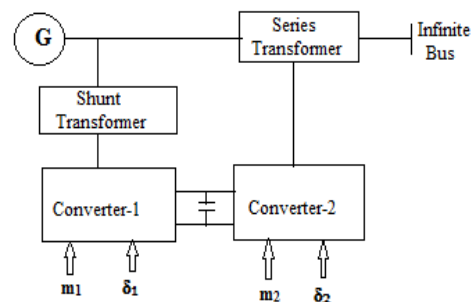 G
Series
Transformer
Infinite
Bus
Shunt
Transformer
Converter-1
Converter-2
m1
δ1
m2
δ2